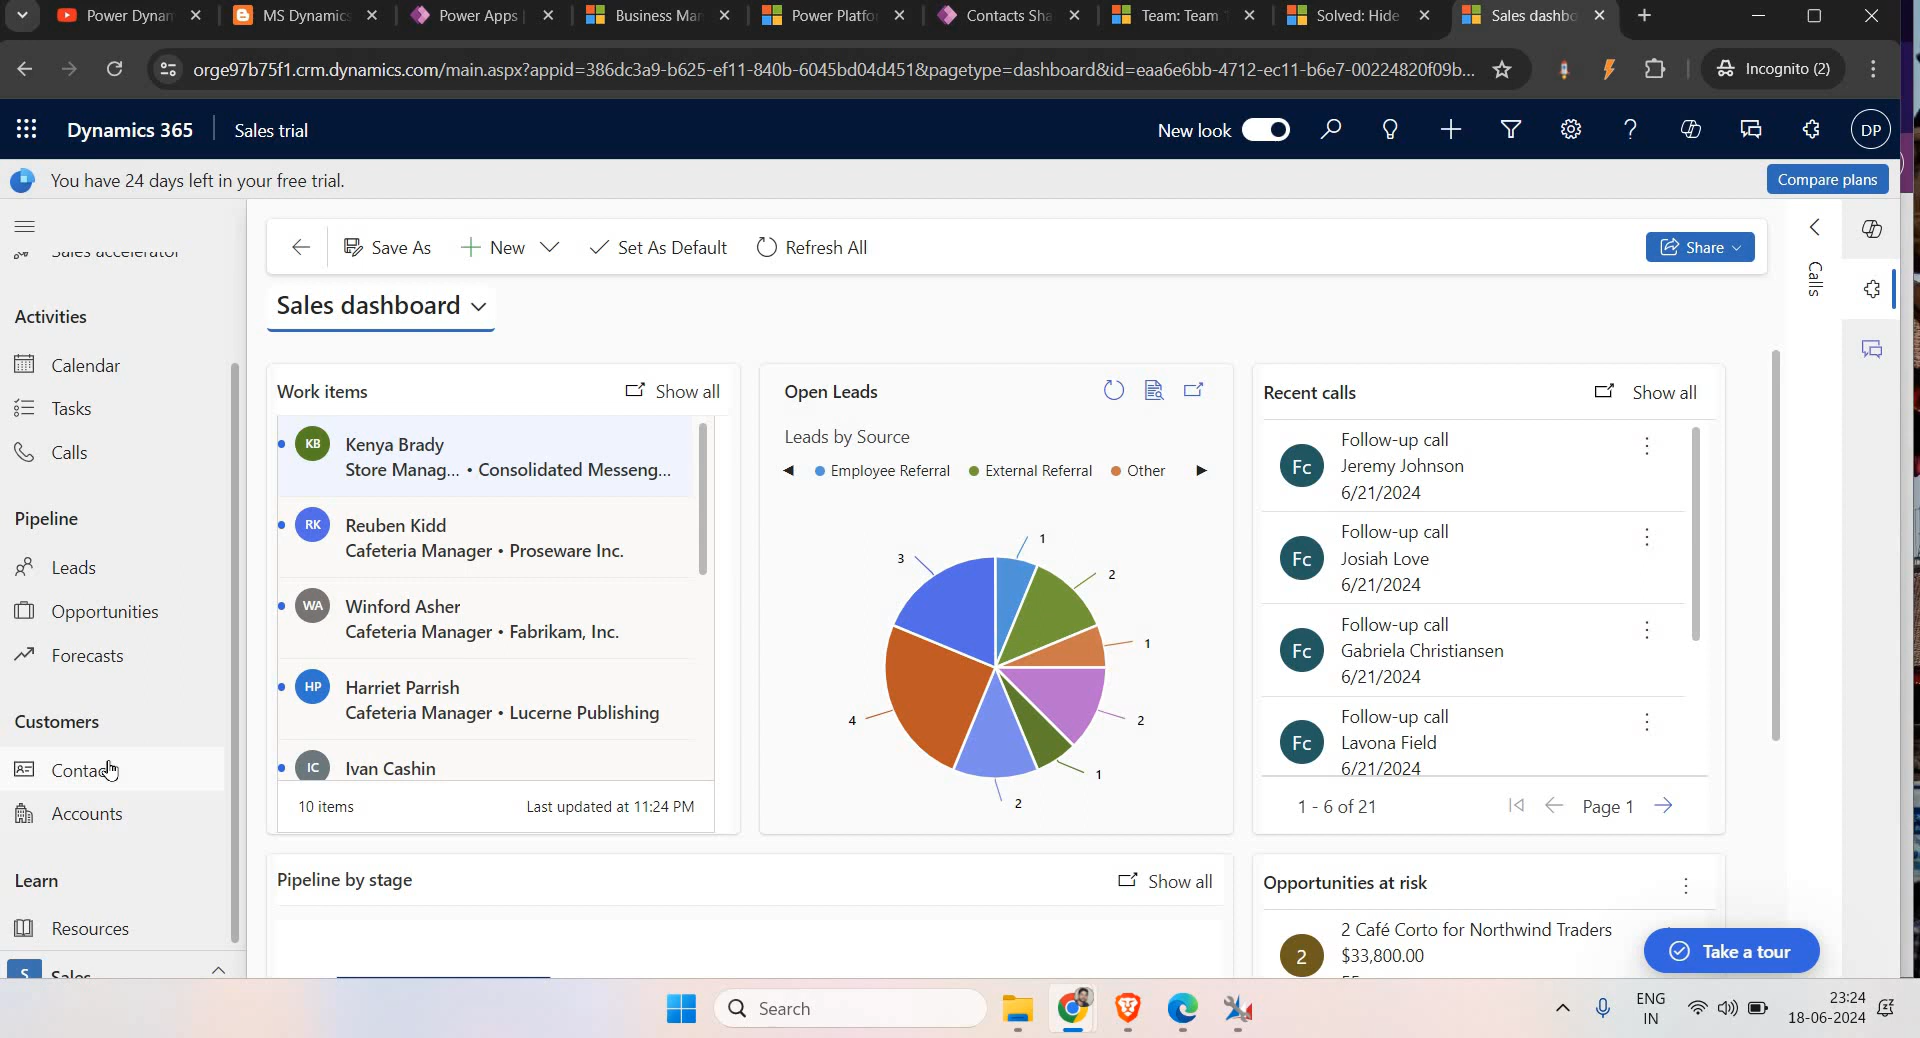 Power Dynan
MS Dynamics
Power Apps
Business Man
Power Platfo
Contacts Sha
Team: Team
Solved: Hide
Sales dashbo
orge97b75f1.crm.dynamics.com/main.aspx?appid=386dc3a9-b625-ef11-840b-6045bd04d451&pagetype=dashboard&id=eaa6e6bb-4712-ec11-b6e7-00224820f09b...
Incognito (2)
Dynamics 365
Sales trial
New look
DP
You have 24 days left in your free trial.
Compare plans
Sales accelerator
Activities
Calendar
Tasks
Calls
Pipeline
Leads
Opportunities
Forecasts
Customers
Contac
Accounts
Learn
Resources
S Sales
Save As
New
Set As Default
Refresh All
Share
Calls
Sales dashboard
Work items
Show all
KB
Kenya Brady
Store Manag... • Consolidated Messeng...
RK
Reuben Kidd
Cafeteria Manager • Proseware Inc.
WA
Winford Asher
Cafeteria Manager • Fabrikam, Inc.
HP
Harriet Parrish
Cafeteria Manager • Lucerne Publishing
IC
Ivan Cashin
10 items
Last updated at 11:24 PM
Open Leads
Leads by Source
Employee Referral
External Referral
Other
1
2
1
2
1
2
4
3
Recent calls
Show all
Fc
Follow-up call
Jeremy Johnson
6/21/2024
Fc
Follow-up call
Josiah Love
6/21/2024
Fc
Follow-up call
Gabriela Christiansen
6/21/2024
Fc
Follow-up call
Lavona Field
6/21/2024
1 - 6 of 21
Page 1
Pipeline by stage
Show all
Opportunities at risk
2
2 Café Corto for Northwind Traders
$33,800.00
Take a tour
Search
ENG
IN
23:24
18-06-2024